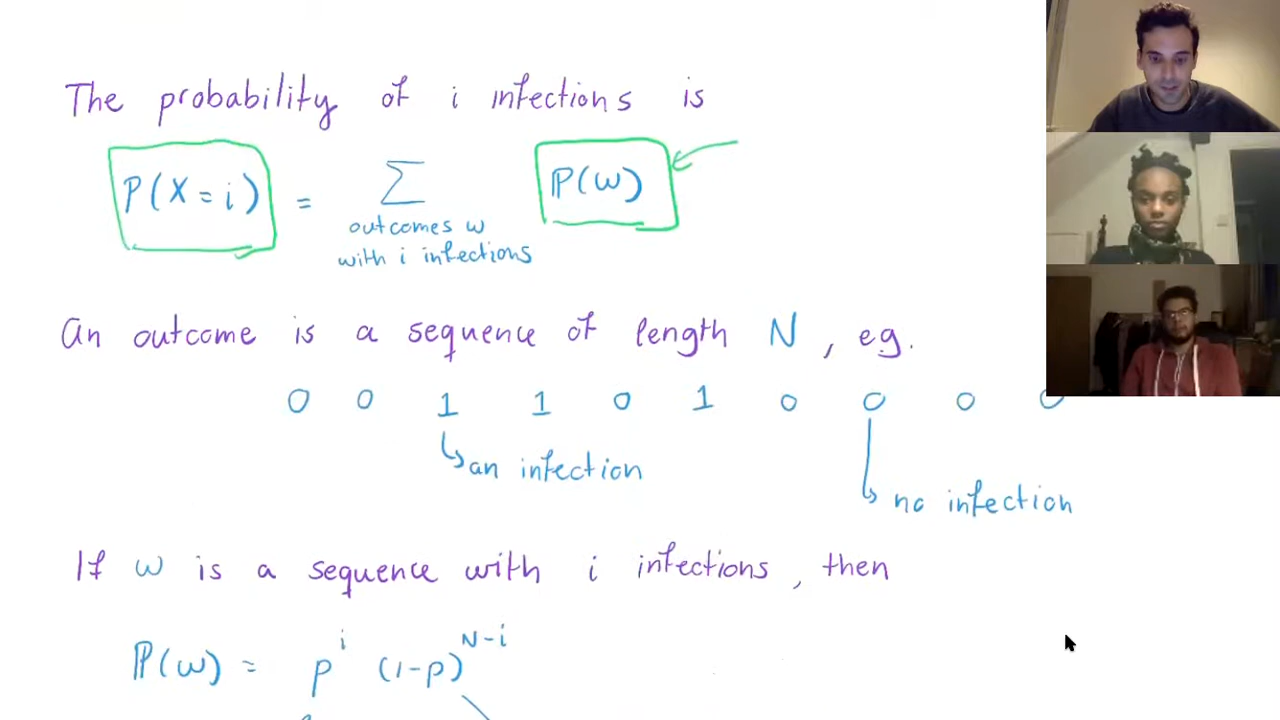 The probability of i infections is
P(X = i) = ∑ ℙ(ω)
outcomes ω
with i infections
An outcome is a sequence of length N, eg.
0 0 1 1 0 1 0 0 0 0
an infection
no infection
If ω is a sequence with i infections, then
ℙ(ω) = p^i (1-p)^{N-i}